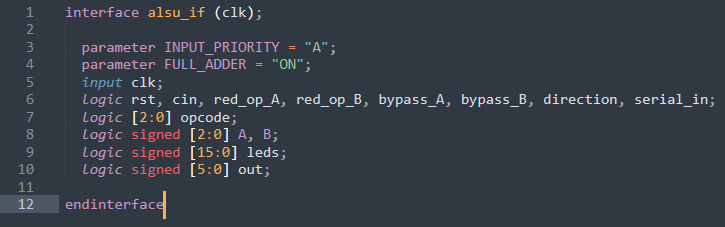 1 interface alsu_if (clk);
2
3 parameter INPUT_PRIORITY = "A";
4 parameter FULL_ADDER = "ON";
5 input clk;
6 logic rst, cin, red_op_A, red_op_B, bypass_A, bypass_B, direction, serial_in;
7 logic [2:0] opcode;
8 logic signed [2:0] A, B;
9 logic signed [15:0] leds;
10 logic signed [5:0] out;
11
12 endinterface